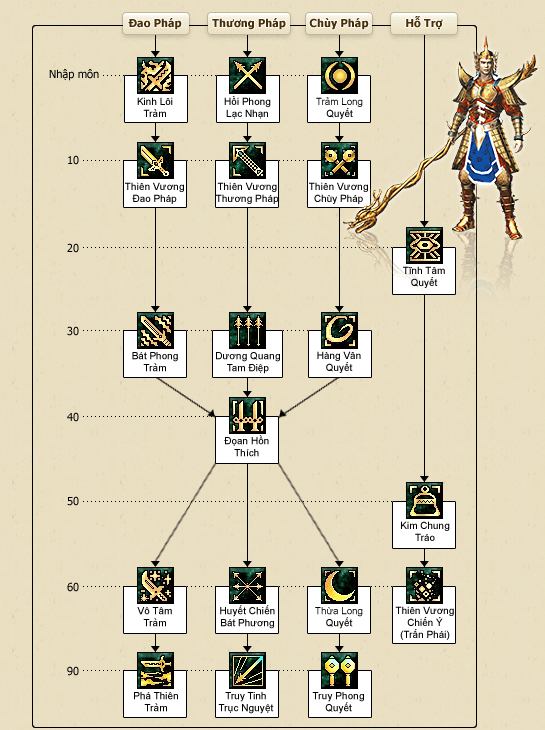 Đao Pháp
Thương Pháp
Chùy Pháp
Hỗ Trợ
Nhập môn
Kinh Lôi
Trảm
Hồi Phong
Lạc Nhạn
Trảm Long
Quyết
10
Thiên Vương
Đao Pháp
Thiên Vương
Thương Pháp
Thiên Vương
Chùy Pháp
20
Tĩnh Tâm
Quyết
30
Bát Phong
Trảm
Dương Quang
Tam Điệp
Hàng Vân
Quyết
40
Đọan Hồn
Thích
50
Kim Chung
Tráo
60
Vô Tâm
Trảm
Huyết Chiến
Bát Phương
Thừa Long
Quyết
Thiên Vương
Chiến Ý
(Trấn Phái)
90
Phá Thiên
Trảm
Truy Tinh
Trục Nguyệt
Truy Phong
Quyết